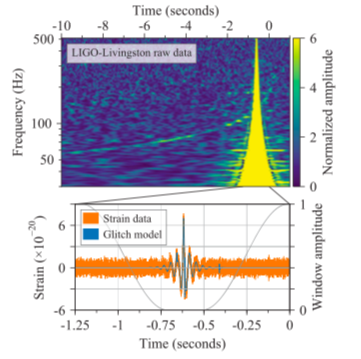 Time (seconds)
-10 -8 -6 -4 -2 0
500
100
50
Frequency (Hz)
LIGO-Livingston raw data
6
4
2
0
Normalized amplitude
6
0
-6
Strain (×10⁻²⁰)
Strain data
Glitch model
1
0
Window amplitude
-1.25 -1 -0.75 -0.5 -0.25 0
Time (seconds)